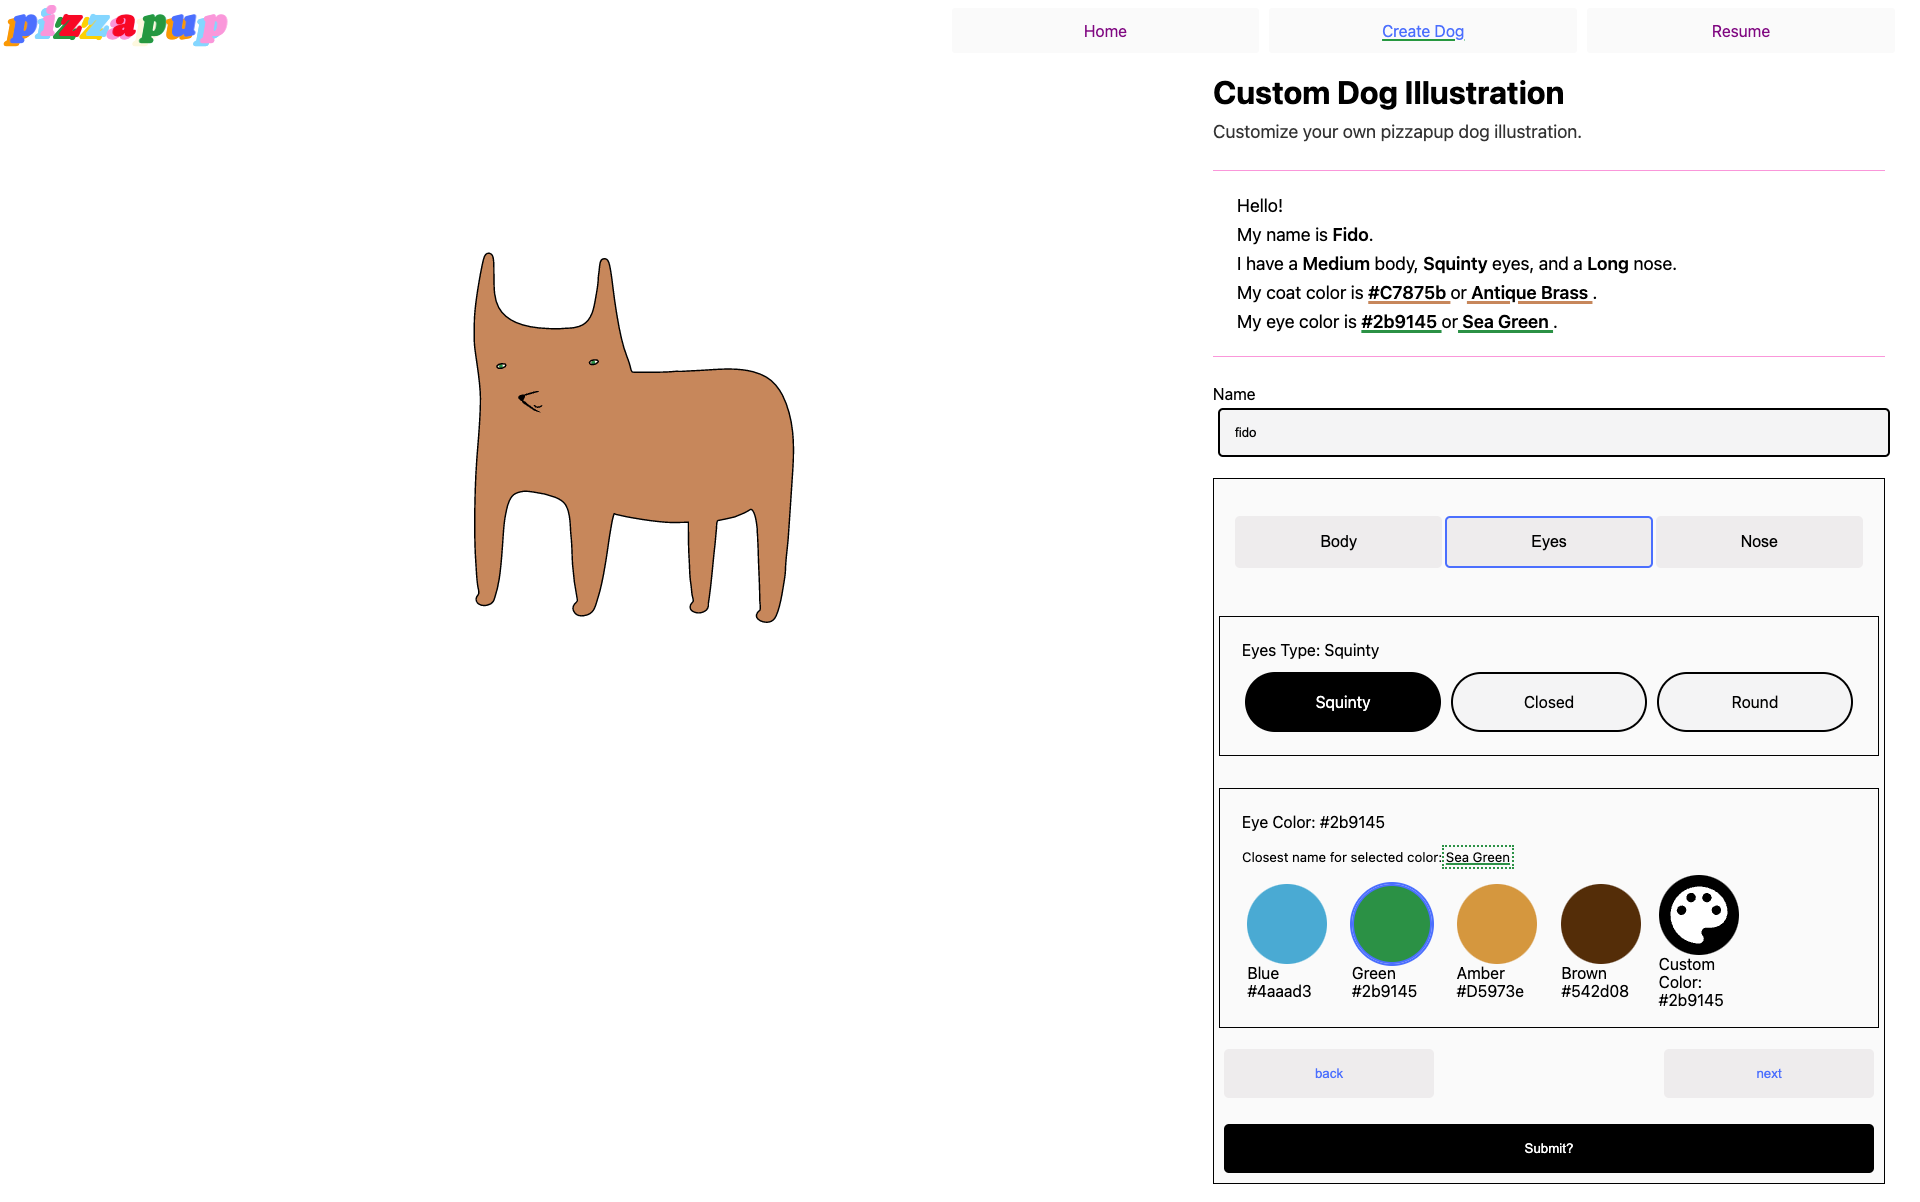 pizzapup
Home Create Dog Resume
Custom Dog Illustration
Customize your own pizzapup dog illustration.
Hello!
My name is Fido.
I have a Medium body, Squinty eyes, and a Long nose.
My coat color is #C7875b or Antique Brass .
My eye color is #2b9145 or Sea Green .
Name
fido
Body Eyes Nose
Eyes Type: Squinty
Squinty Closed Round
Eye Color: #2b9145
Closest name for selected color: Sea Green
Blue
#4aaad3
Green
#2b9145
Amber
#D5973e
Brown
#542d08
Custom
Color:
#2b9145
back next
Submit?